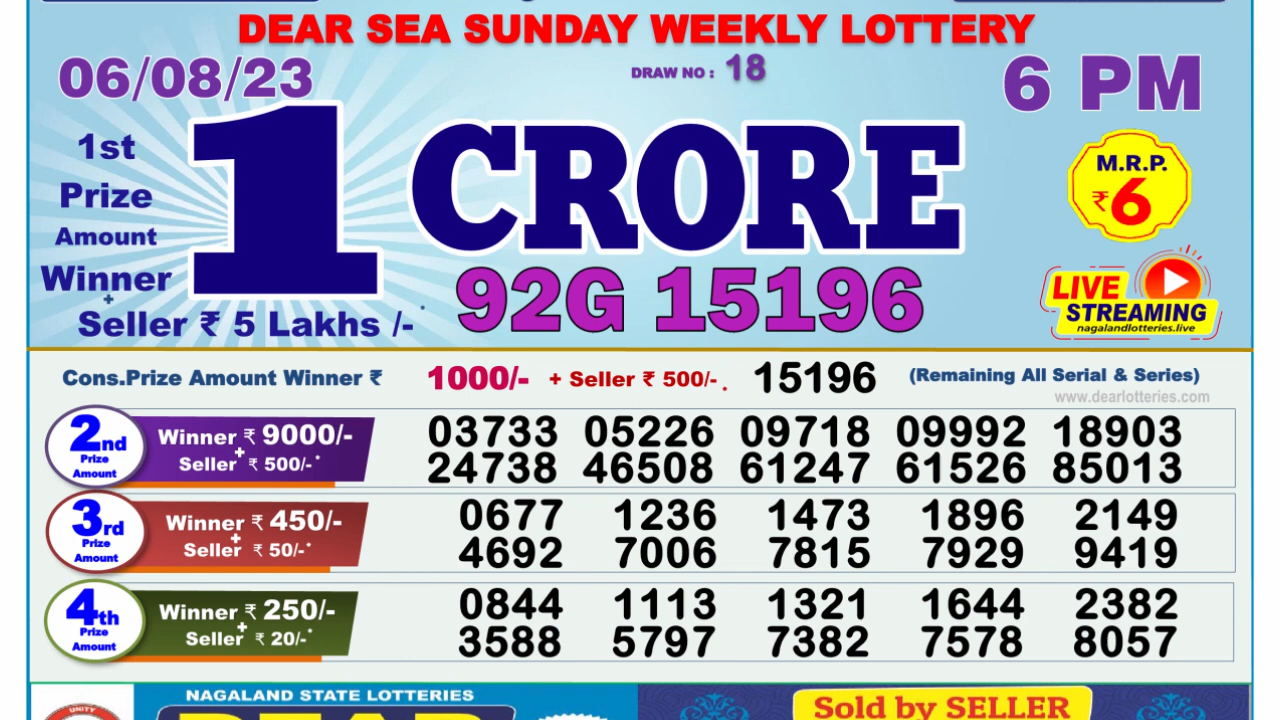 DEAR SEA SUNDAY WEEKLY LOTTERY
06/08/23
DRAW NO : 18
6 PM
1st
Prize
Amount
Winner
+
Seller ₹ 5 Lakhs /-*
1 CRORE
92G 15196
M.R.P.
₹6
LIVE
STREAMING
nagalandlotteries.live
Cons.Prize Amount Winner ₹ 1000/- + Seller ₹ 500/- . 15196 (Remaining All Serial & Series)
www.dearlotteries.com
2nd
Prize
Amount
Winner ₹ 9000/-
+
Seller ₹ 500/-*
03733 05226 09718 09992 18903
24738 46508 61247 61526 85013
3rd
Prize
Amount
Winner ₹ 450/-
+
Seller ₹ 50/-*
0677 1236 1473 1896 2149
4692 7006 7815 7929 9419
4th
Prize
Amount
Winner ₹ 250/-
+
Seller ₹ 20/-*
0844 1113 1321 1644 2382
3588 5797 7382 7578 8057
UNITY
NAGALAND STATE LOTTERIES
DEAR
Sold by SELLER